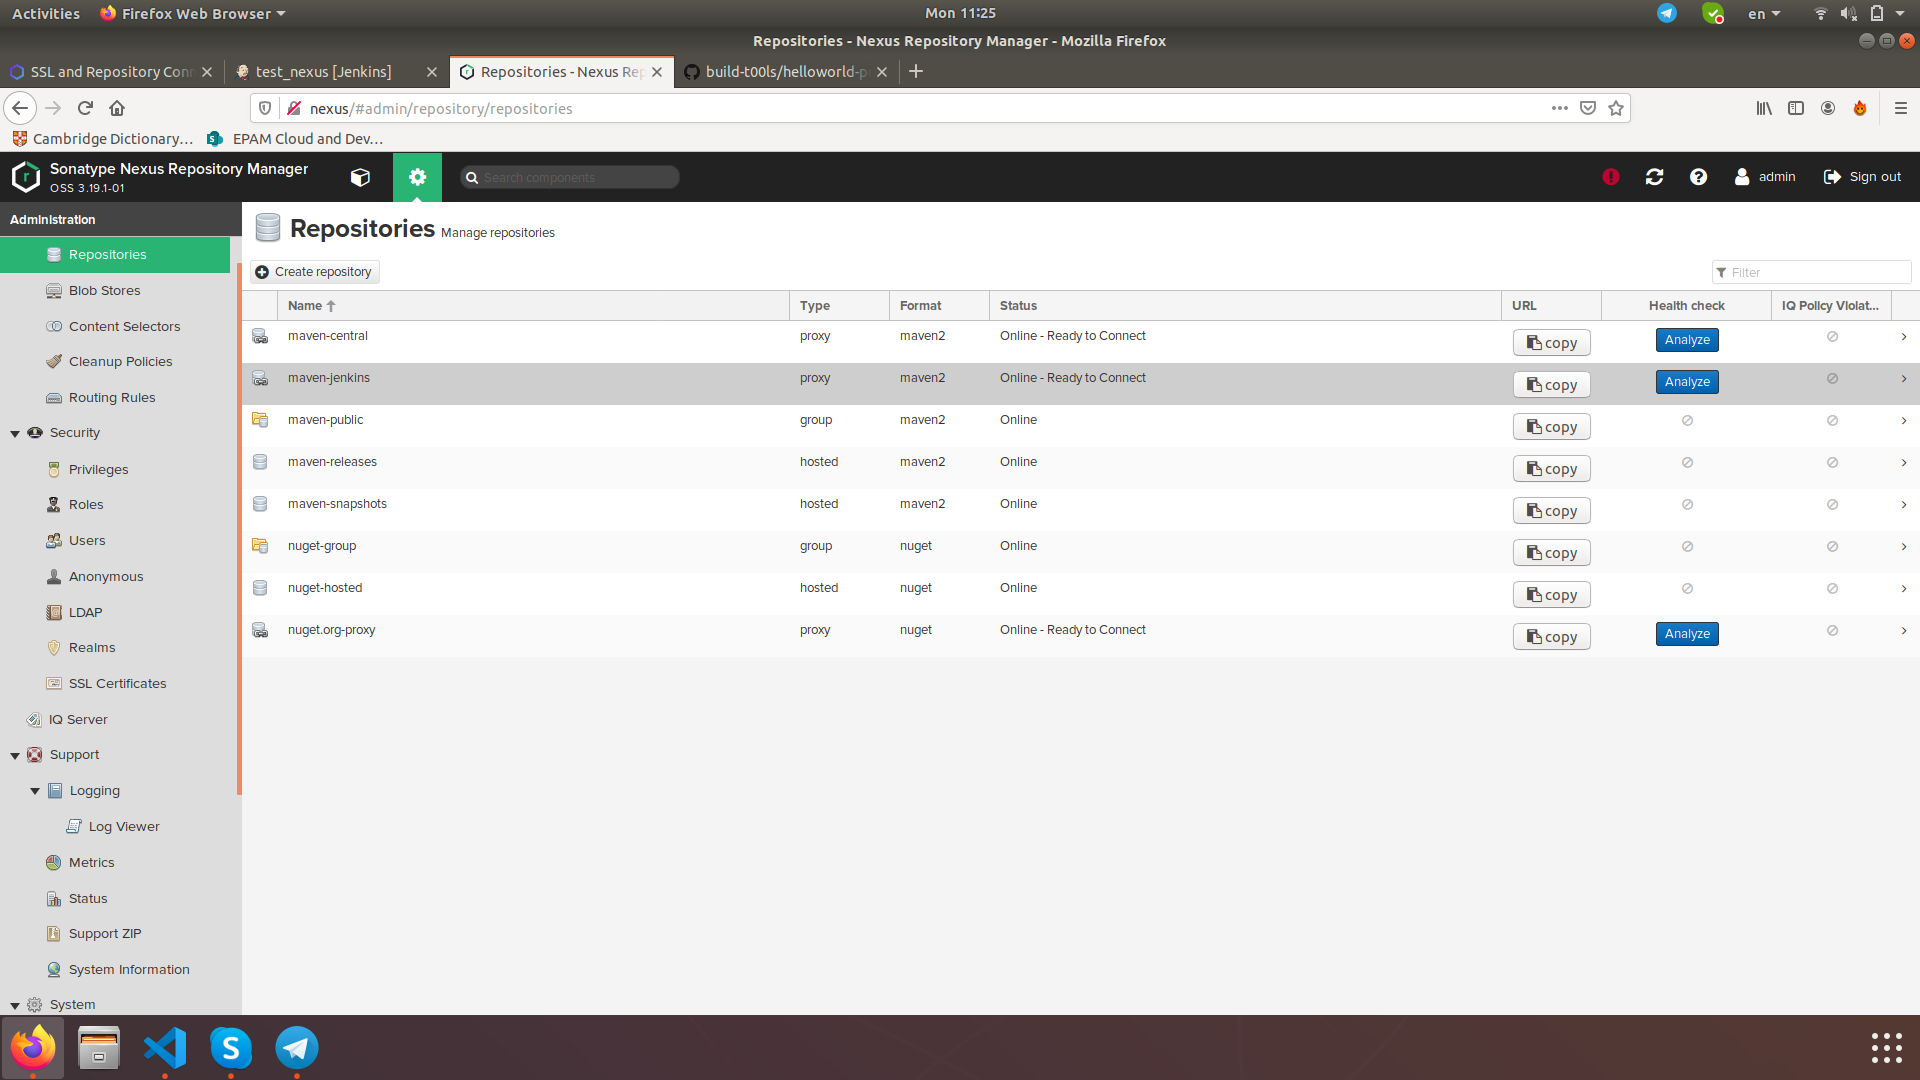 Activities Firefox Web Browser Mon 11:25 en
Repositories - Nexus Repository Manager - Mozilla Firefox
SSL and Repository Con test_nexus [Jenkins] Repositories - Nexus Rep build-t00ls/helloworld-p
nexus/#admin/repository/repositories
Cambridge Dictionary... EPAM Cloud and Dev...
Sonatype Nexus Repository Manager
OSS 3.19.1-01
Search components
admin Sign out
Administration
Repositories
Blob Stores
Content Selectors
Cleanup Policies
Routing Rules
Security
Privileges
Roles
Users
Anonymous
LDAP
Realms
SSL Certificates
IQ Server
Support
Logging
Log Viewer
Metrics
Status
Support ZIP
System Information
System
Repositories Manage repositories
Create repository Filter
Name Type Format Status URL Health check IQ Policy Violat...
maven-central proxy maven2 Online - Ready to Connect copy Analyze
maven-jenkins proxy maven2 Online - Ready to Connect copy Analyze
maven-public group maven2 Online copy
maven-releases hosted maven2 Online copy
maven-snapshots hosted maven2 Online copy
nuget-group group nuget Online copy
nuget-hosted hosted nuget Online copy
nuget.org-proxy proxy nuget Online - Ready to Connect copy Analyze